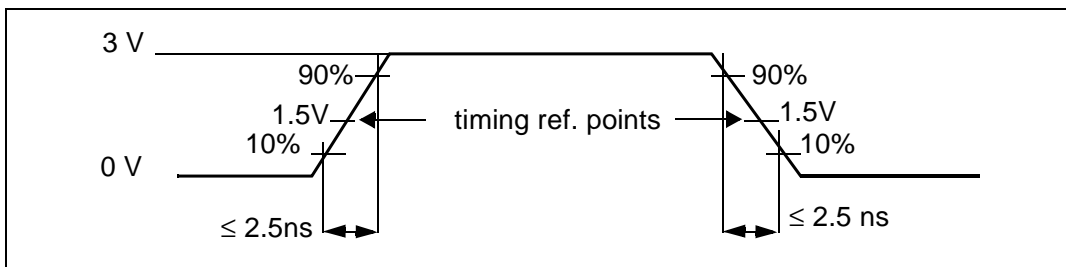 3 V
90%
90%
1.5V
timing ref. points
1.5V
10%
10%
0 V
≤ 2.5ns
≤ 2.5 ns